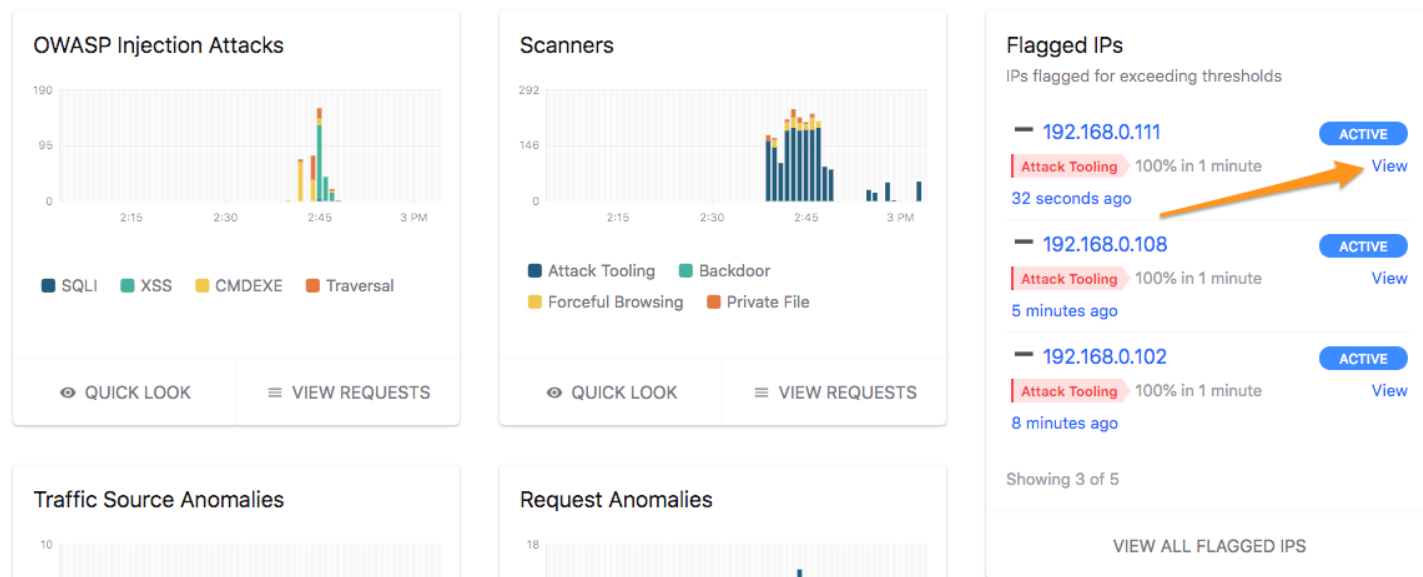 OWASP Injection Attacks
190
95
0
2:15 2:30 2:45 3 PM
SQLI XSS CMDEXE Traversal
QUICK LOOK VIEW REQUESTS
Scanners
292
146
0
2:15 2:30 2:45 3 PM
Attack Tooling Backdoor
Forceful Browsing Private File
QUICK LOOK VIEW REQUESTS
Flagged IPs
IPs flagged for exceeding thresholds
192.168.0.111 ACTIVE
Attack Tooling 100% in 1 minute View
32 seconds ago
192.168.0.108 ACTIVE
Attack Tooling 100% in 1 minute View
5 minutes ago
192.168.0.102 ACTIVE
Attack Tooling 100% in 1 minute View
8 minutes ago
Showing 3 of 5
VIEW ALL FLAGGED IPS
Traffic Source Anomalies
10
Request Anomalies
18